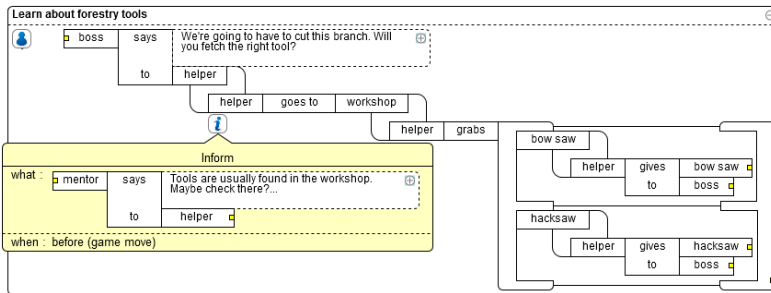 Learn about forestry tools
boss says We're going to have to cut this branch. Will
you fetch the right tool?
to helper
helper goes to workshop
helper grabs
bow saw
helper gives bow saw
to boss
hacksaw
helper gives hacksaw
to boss
i
Inform
what : mentor says Tools are usually found in the workshop.
Maybe check there?...
to helper
when : before (game move)